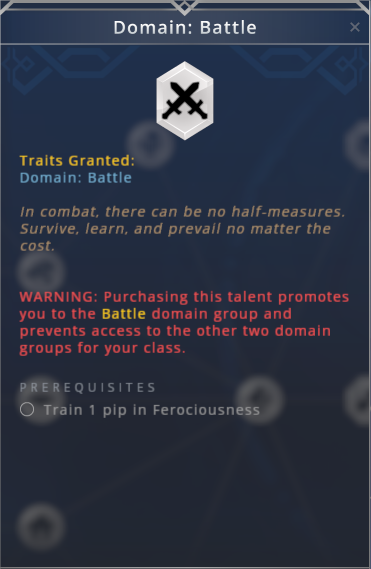 Domain: Battle
Traits Granted:
Domain: Battle
In combat, there can be no half-measures.
Survive, learn, and prevail no matter the
cost.
WARNING: Purchasing this talent promotes
you to the Battle domain group and
prevents access to the other two domain
groups for your class.
PREREQUISITES
Train 1 pip in Ferociousness